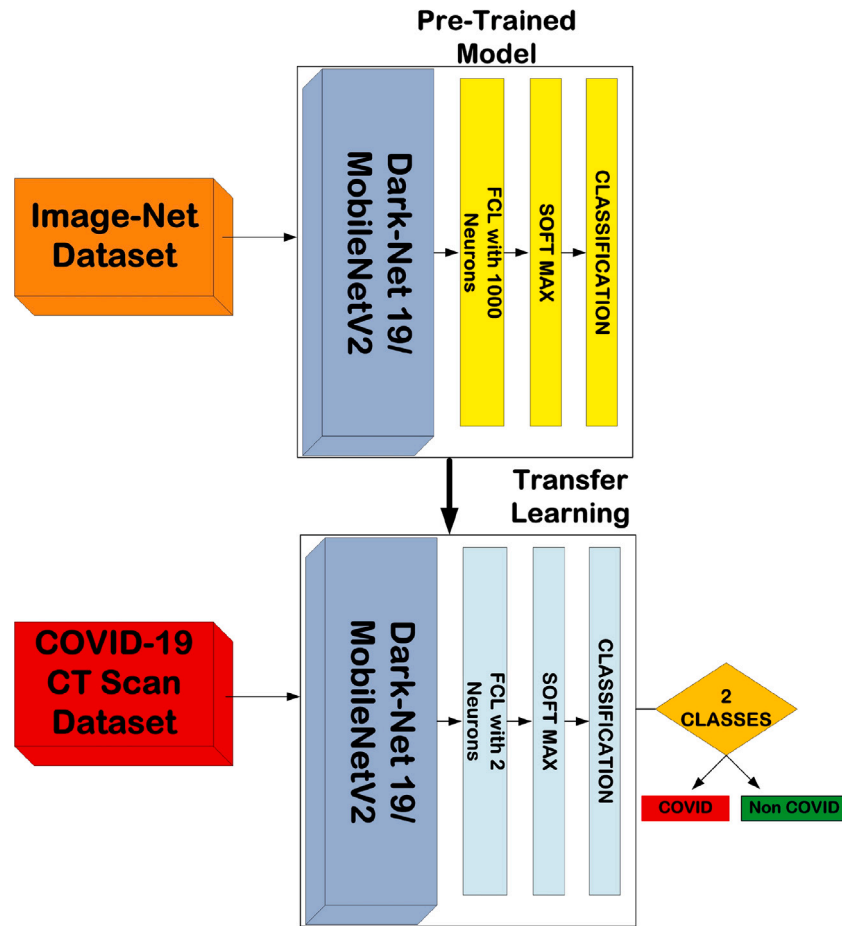 Pre-Trained
Model
Image-Net
Dataset
Dark-Net 19/
MobileNetV2
FCL with 1000
Neurons
SOFT MAX
CLASSIFICATION
Transfer
Learning
COVID-19
CT Scan
Dataset
Dark-Net 19/
MobileNetV2
FCL with 2
Neurons
SOFT MAX
CLASSIFICATION
2
CLASSES
COVID
Non COVID